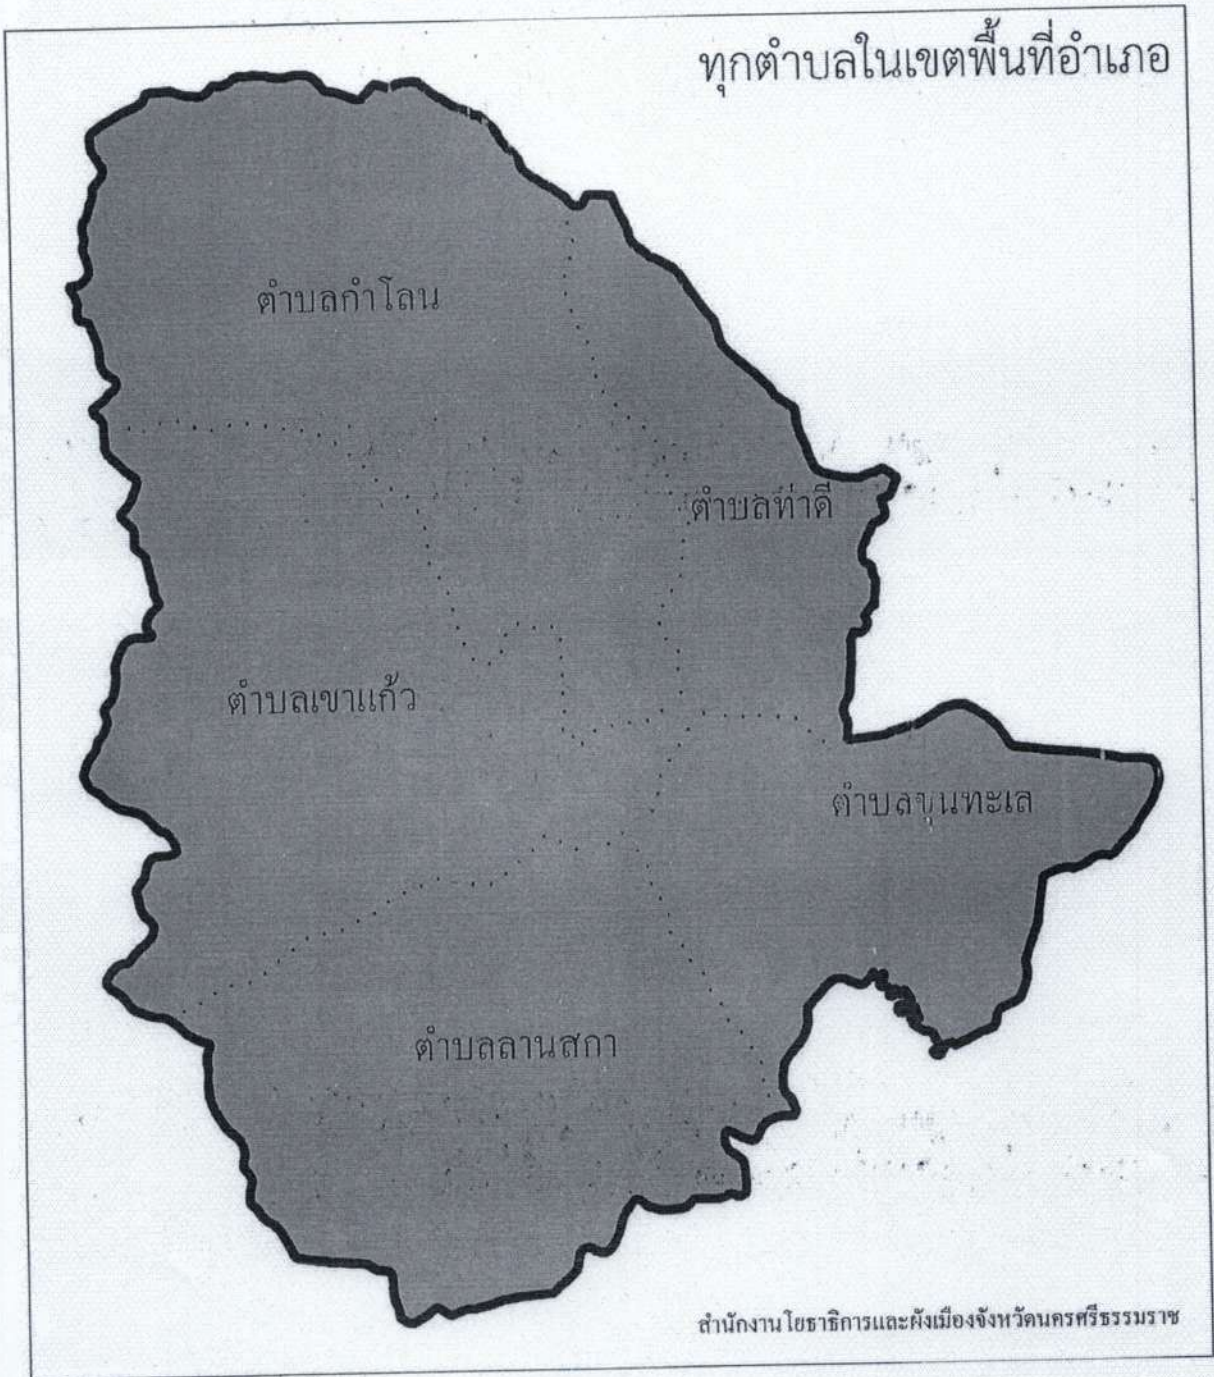 ทุกตำบลในเขตพื้นที่อำเภอ
ตำบลกำโลน
ตำบลท่าดี
ตำบลเขาแก้ว
ตำบลขุนทะเล
ตำบลลานสกา
สำนักงานโยธาธิการและผังเมืองจังหวัดนครศรีธรรมราช